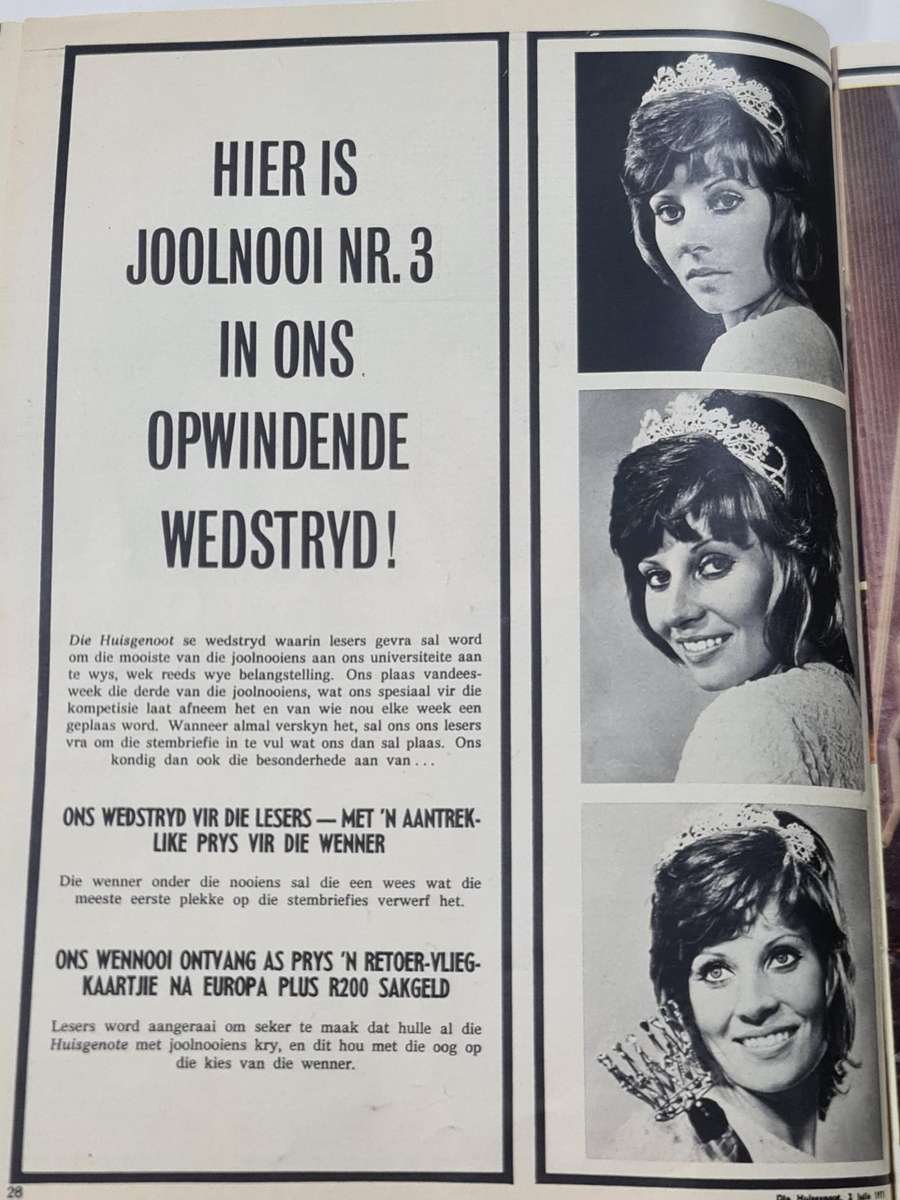 HIER IS
JOOLNOOI NR. 3
IN ONS
OPWINDENDE
WEDSTRYD!
Die Huisgenoot se wedstryd waarin lesers gevra sal word
om die mooiste van die joolnooiens aan ons universiteite aan
te wys, wek reeds wye belangstelling. Ons plaas vandees-
week die derde van die joolnooiens, wat ons spesiaal vir die
kompetisie laat afneem het en van wie nou elke week een
geplaas word. Wanneer almal verskyn het, sal ons ons lesers
vra om die stembriefie in te vul wat ons dan sal plaas. Ons
kondig dan ook die besonderhede aan van . . .
ONS WEDSTRYD VIR DIE LESERS — MET 'N AANTREK-
LIKE PRYS VIR DIE WENNER
Die wenner onder die nooiens sal die een wees wat die
meeste eerste plekke op die stembriefies verwerf het.
ONS WENNOOI ONTVANG AS PRYS 'N RETOER-VLIEG-
KAARTJIE NA EUROPA PLUS R200 SAKGELD
Lesers word aangeraai om seker te maak dat hulle al die
Huisgenote met joolnooiens kry, en dit hou met die oog op
die kies van die wenner.
28
Die Huisgenoot, 2 Julie 1971